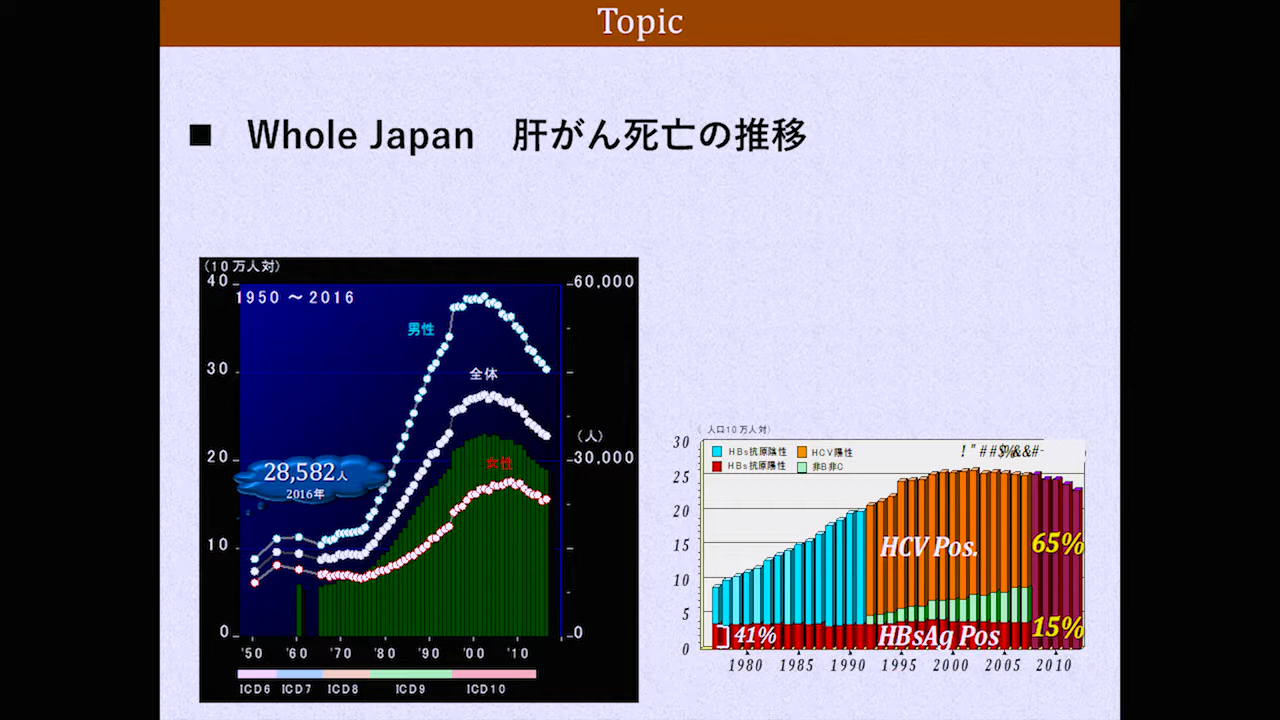 Topic
■ Whole Japan 肝がん死亡の推移
(10万人対)
40
60,000
1950 〜2016
男性
30
全体
(人)
20
30,000
女性
28,582人
2016年
10
0
0
'50 '60 '70 '80 '90 '00 '10
ICD6 ICD7 ICD8 ICD9 ICD10
( 人口10万人対)
30
HBs抗原陰性 HCV陽性
HBs抗原陽性 非B非C
! " ##$%&&#-
25
20
15
HCV Pos.
65%
10
5
41%
HBsAg Pos
15%
0
1980 1985 1990 1995 2000 2005 2010